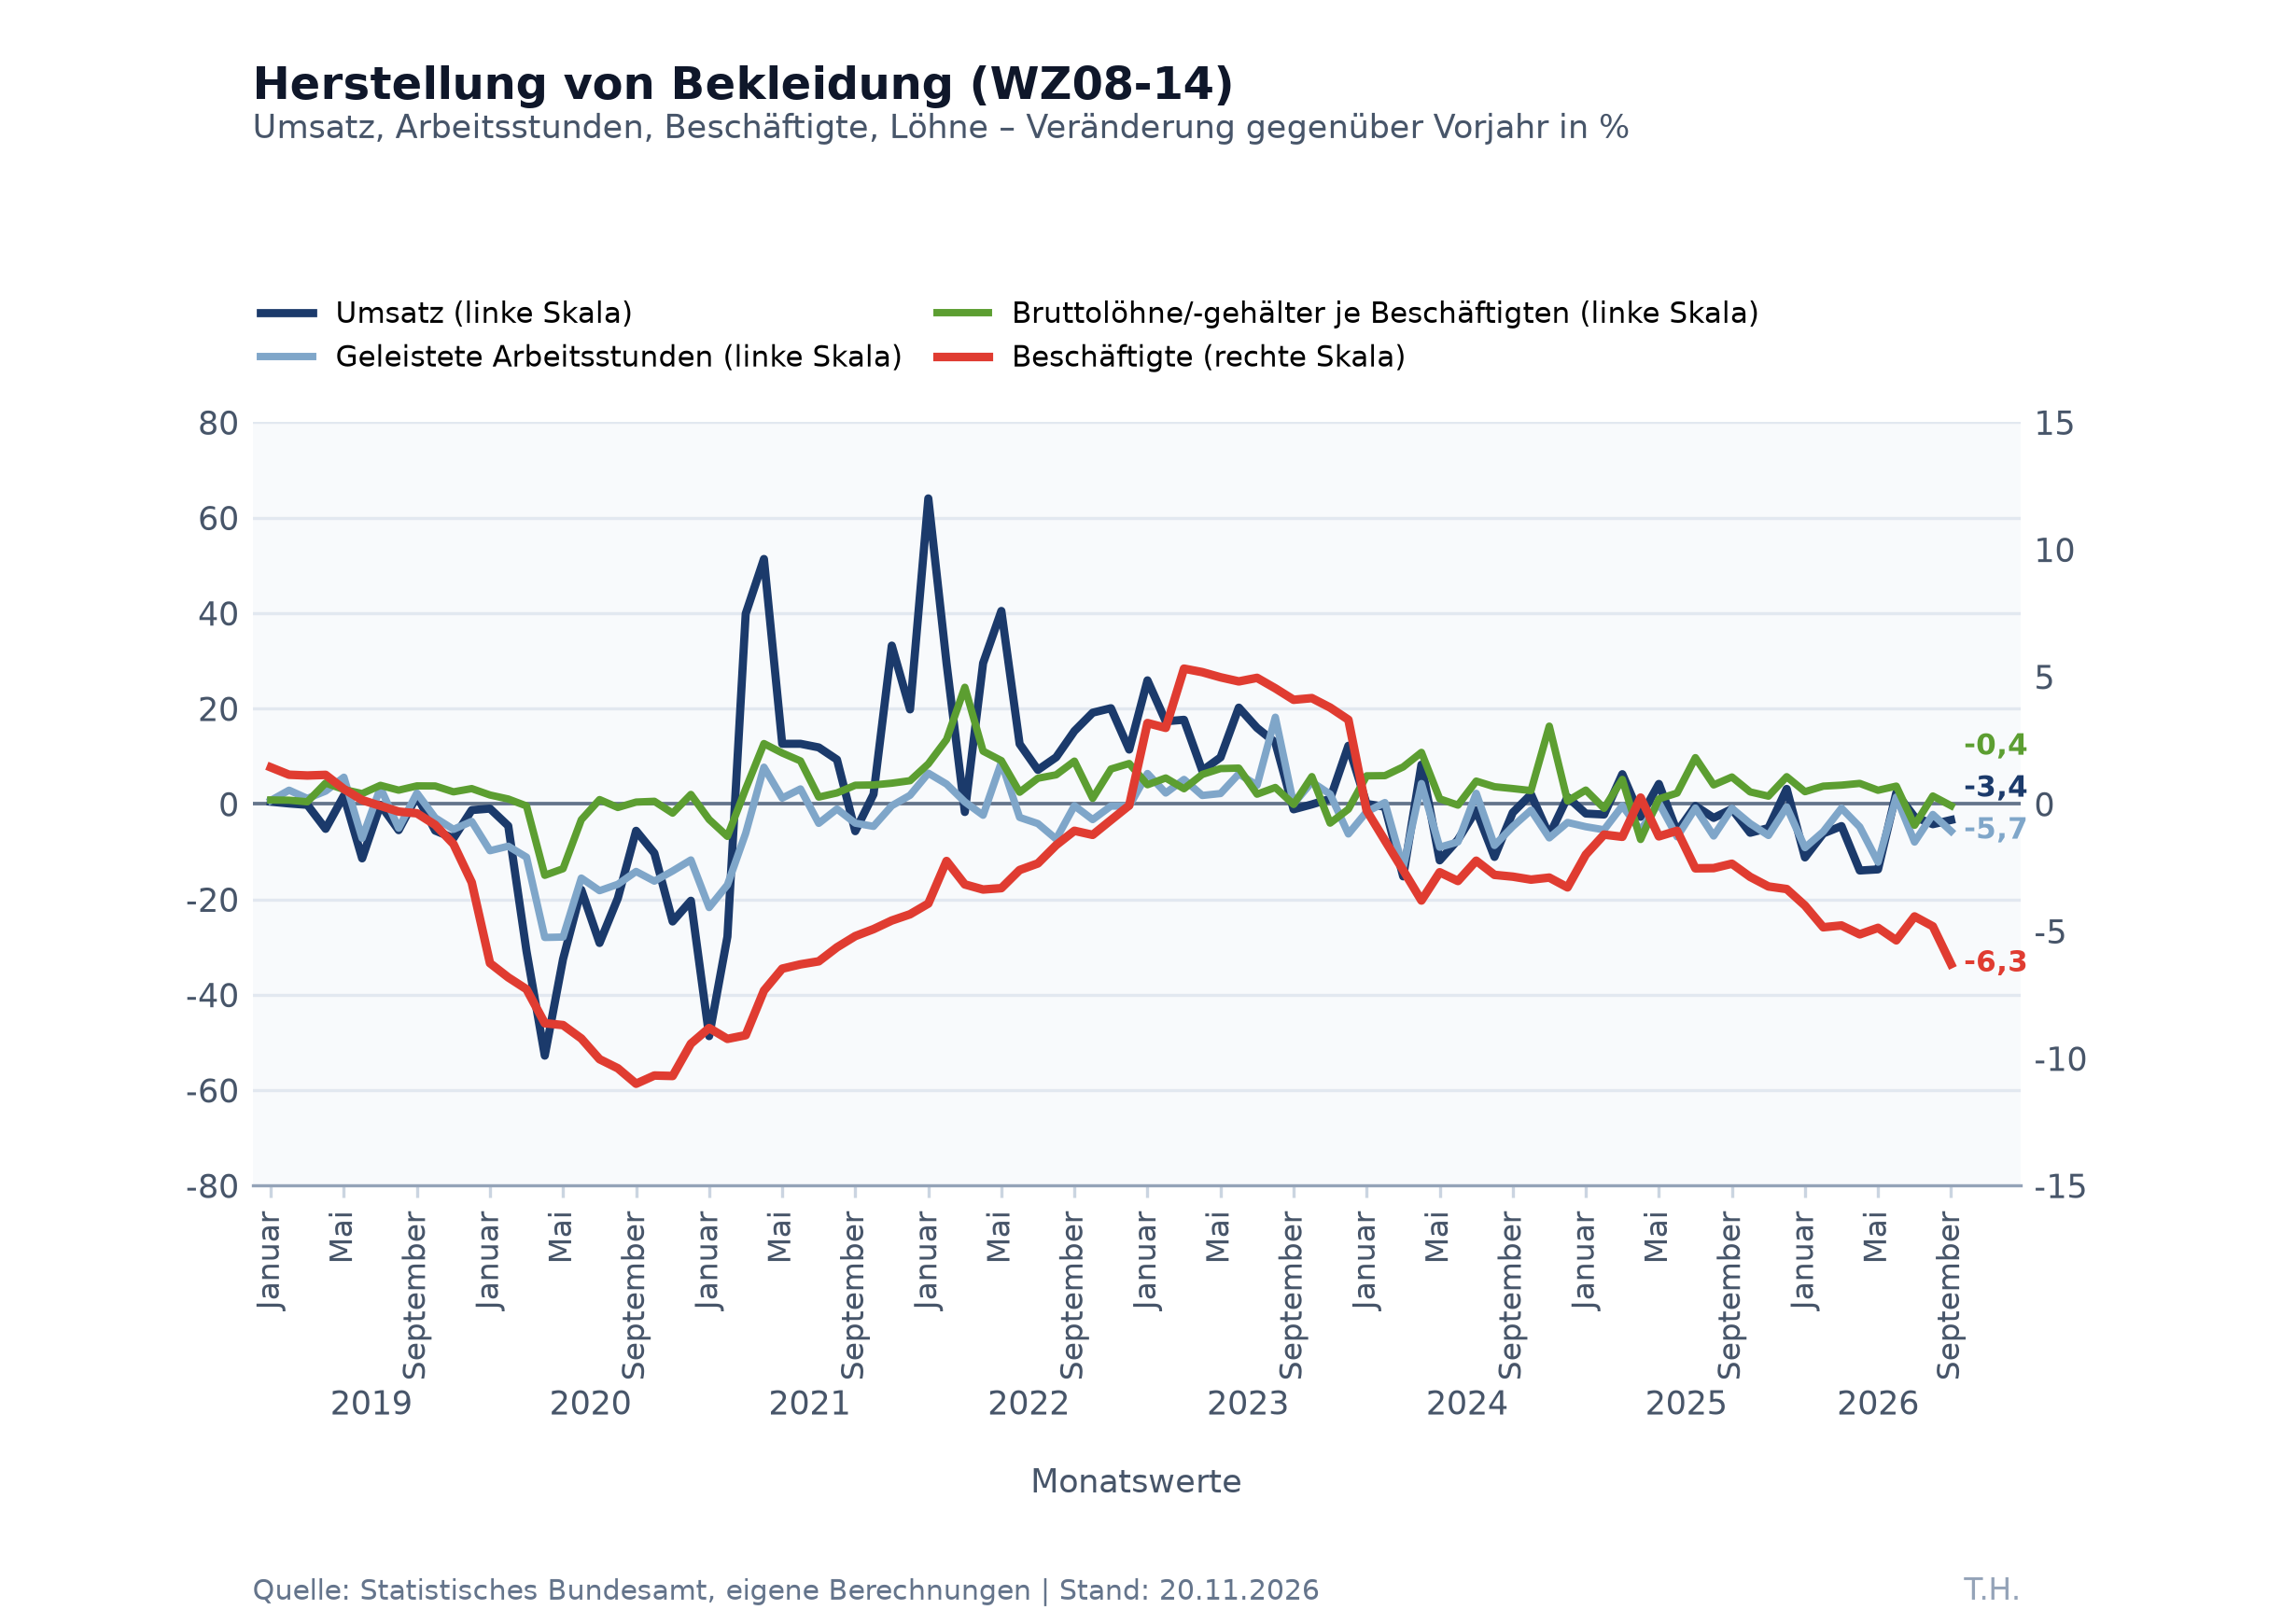 Herstellung von Bekleidung (WZ08-14)
Umsatz, Arbeitsstunden, Beschäftigte, Löhne – Veränderung gegenüber Vorjahr in %
Umsatz (linke Skala)
Bruttolöhne/-gehälter je Beschäftigten (linke Skala)
Geleistete Arbeitsstunden (linke Skala)
Beschäftigte (rechte Skala)
80 15
60
10
40
5
20
-0,4
-3,4
0 0
-5,7
-20
-5
-6,3
-40
-10
-60
-80 -15
Januar Mai September Januar Mai September Januar Mai September Januar Mai September Januar Mai September Januar Mai September Januar Mai September Januar Mai September
2019 2020 2021 2022 2023 2024 2025 2026
Monatswerte
Quelle: Statistisches Bundesamt, eigene Berechnungen | Stand: 20.11.2026 T.H.